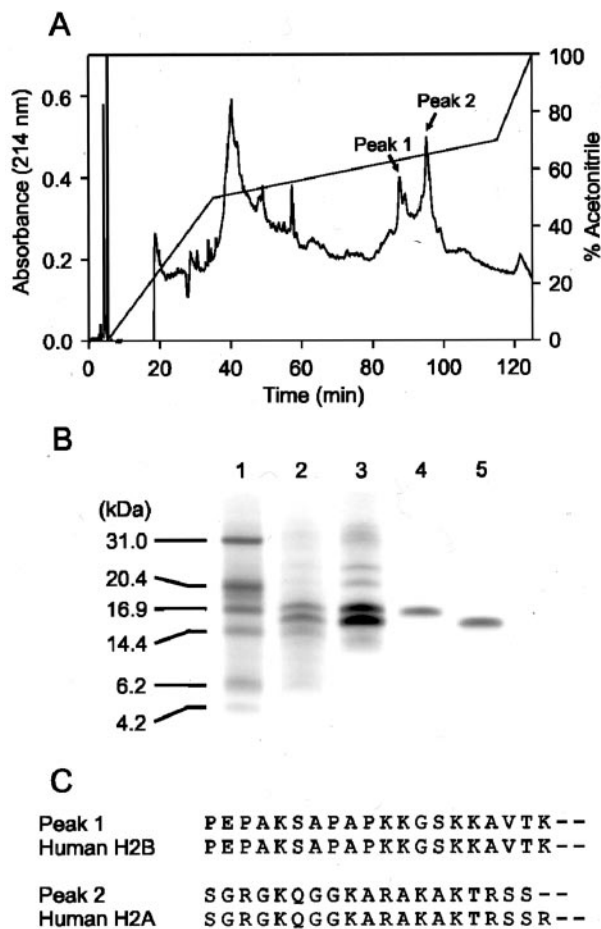 A
Absorbance (214 nm)
0.6
0.4
0.2
0.0
Peak 1
Peak 2
100
80
60
40
20
0
% Acetonitrile
0 20 40 60 80 100 120
Time (min)
B
1 2 3 4 5
(kDa)
31.0
20.4
16.9
14.4
6.2
4.2
C
Peak 1 PEPAKSAPAPKKGSKKAVTK--
Human H2B PEPAKSAPAPKKGSKKAVTK--
Peak 2 SGRGKQGGKARAKAKTRSS--
Human H2A SGRGKQGGKARAKAKTRSSR--